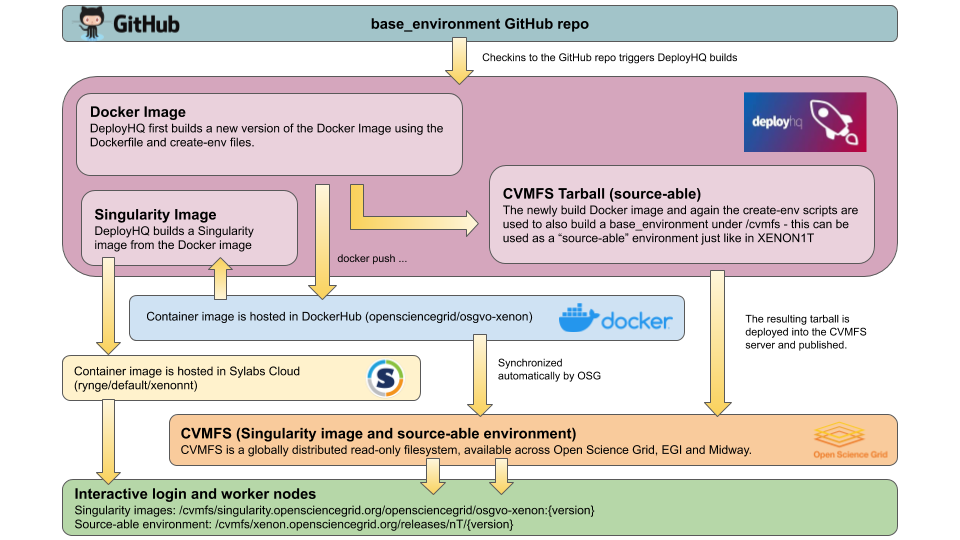 GitHub
base_environment GitHub repo
Checkins to the GitHub repo triggers DeployHQ builds
Docker Image
DeployHQ first builds a new version of the Docker Image using the
Dockerfile and create-env files.
deployhq
CVMFS Tarball (source-able)
The newly build Docker image and again the create-env scripts are
used to also build a base_environment under /cvmfs - this can be
used as a “source-able” environment just like in XENON1T
Singularity Image
DeployHQ builds a Singularity
image from the Docker image
docker push ...
Container image is hosted in DockerHub (opensciencegrid/osgvo-xenon)
docker
The resulting tarball is
deployed into the CVMFS
server and published.
Container image is hosted in Sylabs Cloud
(rynge/default/xenonnt)
S
Synchronized
automatically by OSG
CVMFS (Singularity image and source-able environment)
CVMFS is a globally distributed read-only filesystem, available across Open Science Grid, EGI and Midway.
Open Science Grid
Interactive login and worker nodes
Singularity images: /cvmfs/singularity.opensciencegrid.org/opensciencegrid/osgvo-xenon:{version}
Source-able environment: /cvmfs/xenon.opensciencegrid.org/releases/nT/{version}